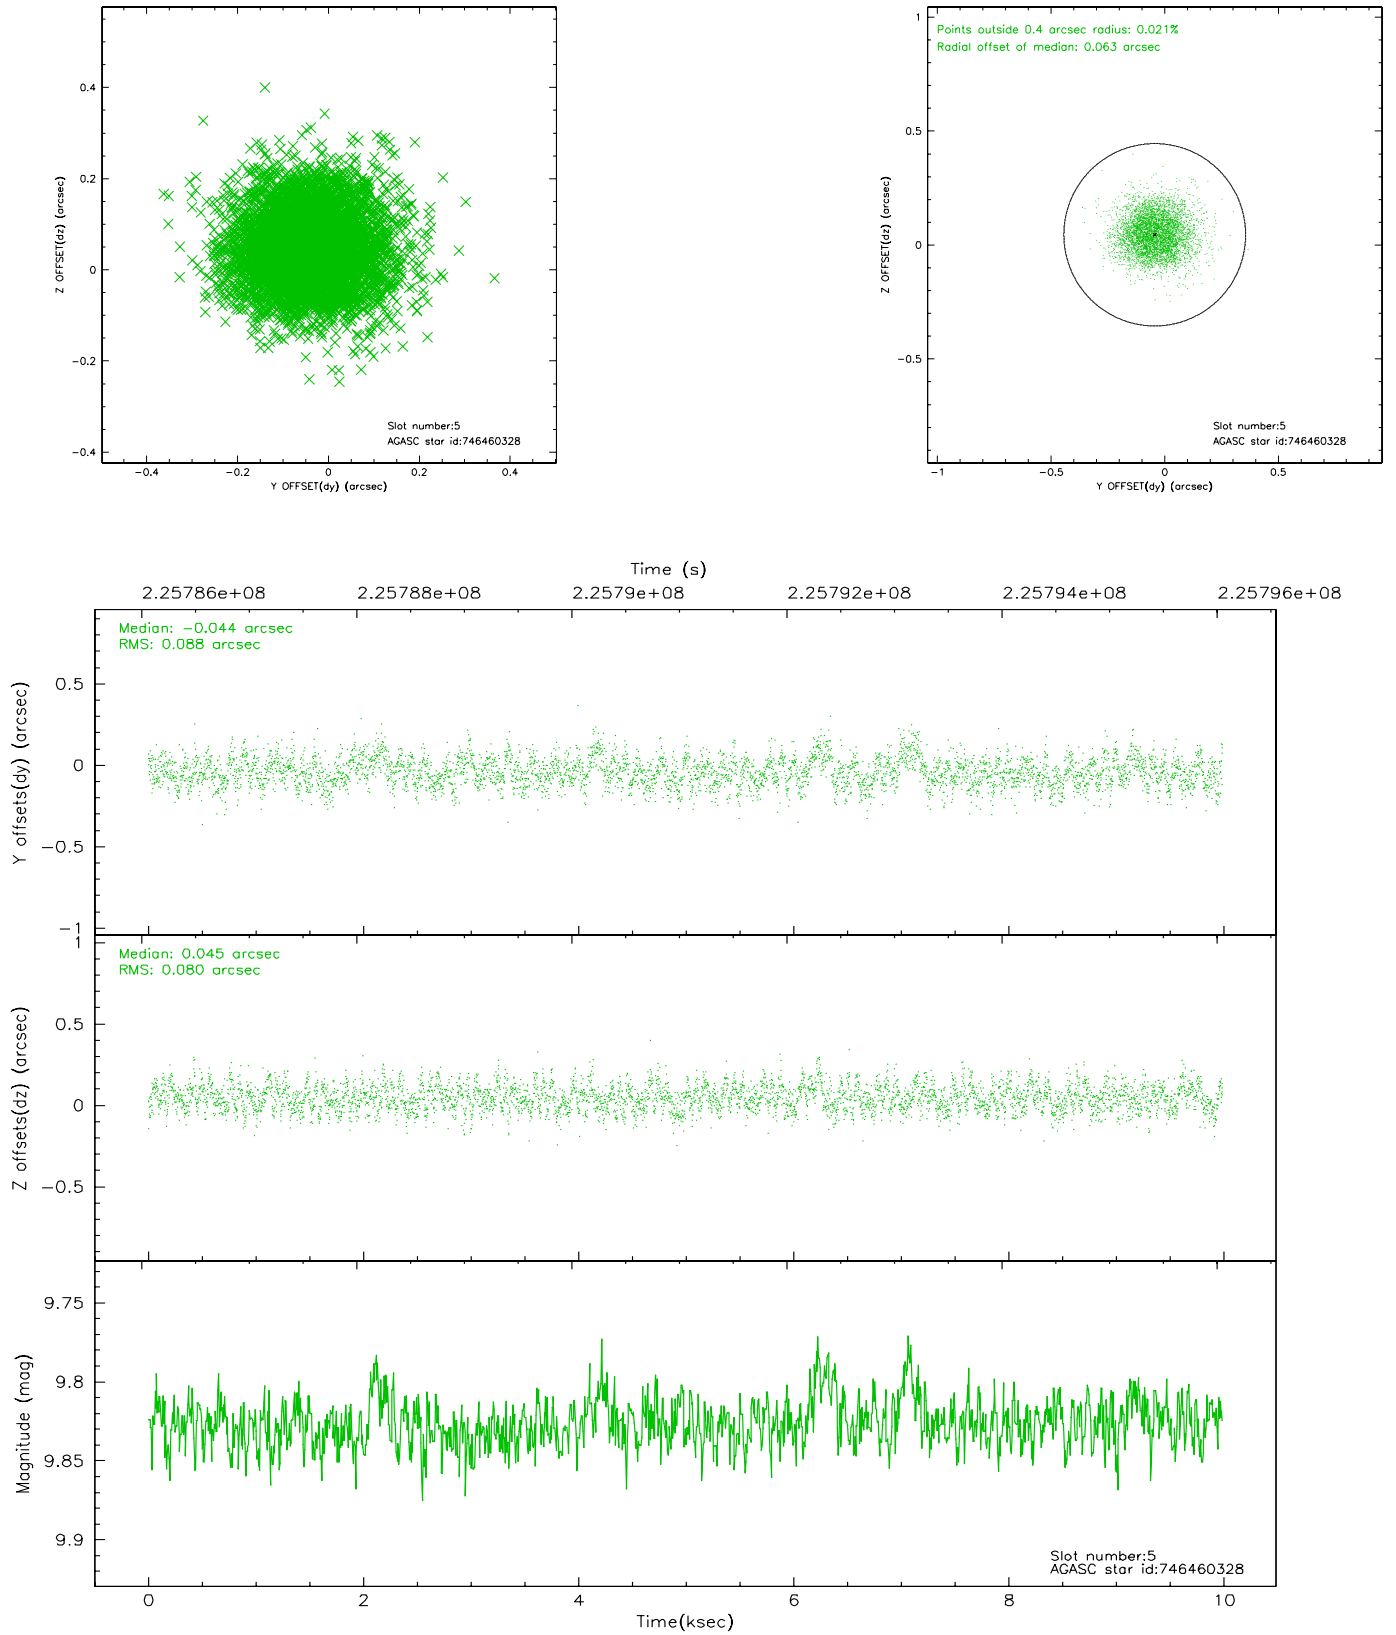 0.4
0.2
0
−0.2
−0.4
Z OFFSET(dz) (arcsec)
Slot number:5
AGASC star id:746460328
−0.4 −0.2 0 0.2 0.4
Y OFFSET(dy) (arcsec)
Points outside 0.4 arcsec radius: 0.021%
Radial offset of median: 0.063 arcsec
1
0.5
0
−0.5
Z OFFSET(dz) (arcsec)
Slot number:5
AGASC star id:746460328
−1 −0.5 0 0.5
Y OFFSET(dy) (arcsec)
Time (s)
2.25786e+08 2.25788e+08 2.2579e+08 2.25792e+08 2.25794e+08 2.25796e+08
Median: −0.044 arcsec
RMS: 0.088 arcsec
0.5
0
−0.5
−1
Y offsets(dy) (arcsec)
Median: 0.045 arcsec
RMS: 0.080 arcsec
1
0.5
0
−0.5
Z offsets(dz) (arcsec)
9.75
9.8
9.85
9.9
Magnitude (mag)
Slot number:5
AGASC star id:746460328
0 2 4 6 8 10
Time(ksec)